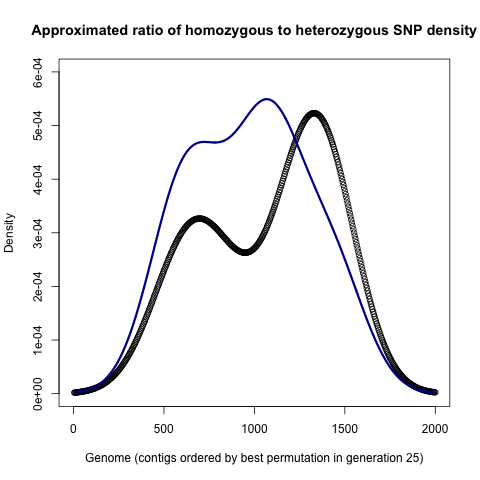 Approximated ratio of homozygous to heterozygous SNP density
6e-04
5e-04
4e-04
3e-04
2e-04
1e-04
0e+00
Density
0 500 1000 1500 2000
Genome (contigs ordered by best permutation in generation 25)